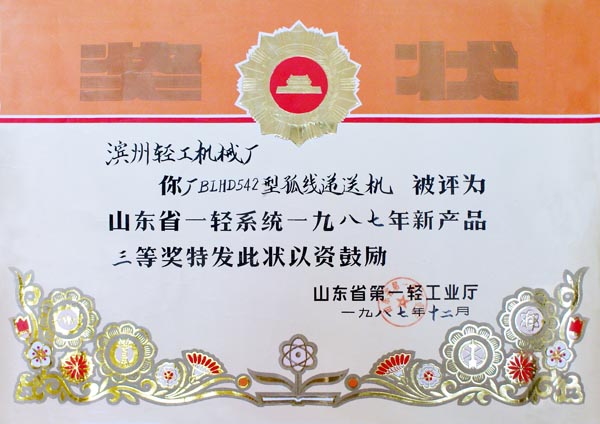 奖状
滨州轻工机械厂
你厂BLHD542型弧线递送机 被评为
山东省一轻系统一九八七年新产品
三等奖特发此状以资鼓励
山东省第一轻工业厅
一九八七年十二月